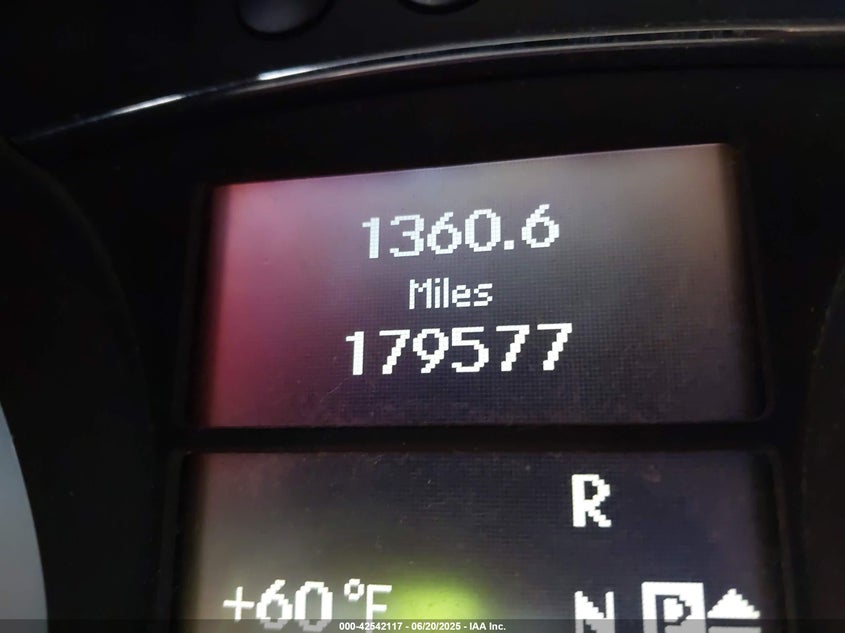 1360.6
Miles
179577
R
+60°F
N P
000-42542117 - 06/20/2025 - IAA Inc.